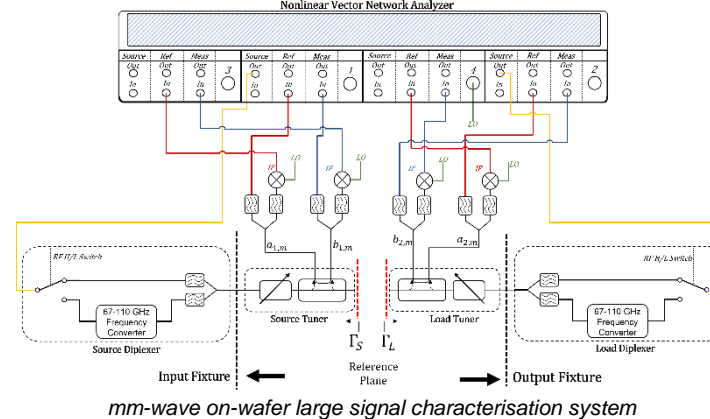 Nonlinear Vector Network Analyzer
Source Ref Meas Source Ref Meas Source Ref Meas Source Ref Meas
Out Out Out Out Out Out Out Out Out Out Out Out
3 1 4 2
In In In In In In In In In In In In
LO
LO LO LO LO
IF IF IF IF
a1,m b1,m b2,m a2,m
RF H/L Switch RF H/L Switch
67-110 GHz
Frequency
Converter
67-110 GHz
Frequency
Converter
Source Tuner Load Tuner
Source Diplexer Load Diplexer
ΓS ΓL
Reference
Plane
Input Fixture Output Fixture
mm-wave on-wafer large signal characterisation system